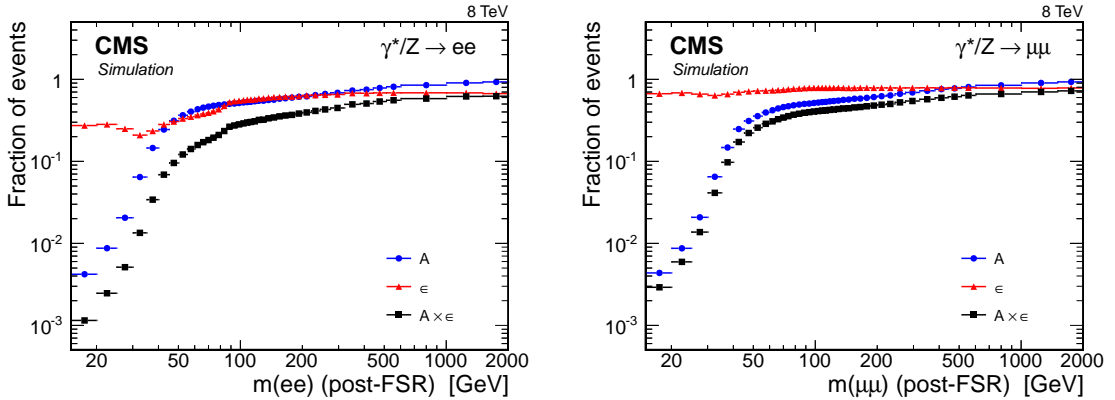 8 TeV
CMS
Simulation
γ*/Z → ee
Fraction of events
1
10⁻¹
10⁻²
10⁻³
A
∈
A × ∈
20 50 100 200 500 1000 2000
m(ee) (post-FSR) [GeV]
8 TeV
CMS
Simulation
γ*/Z → μμ
Fraction of events
1
10⁻¹
10⁻²
10⁻³
A
∈
A × ∈
20 50 100 200 500 1000 2000
m(μμ) (post-FSR) [GeV]